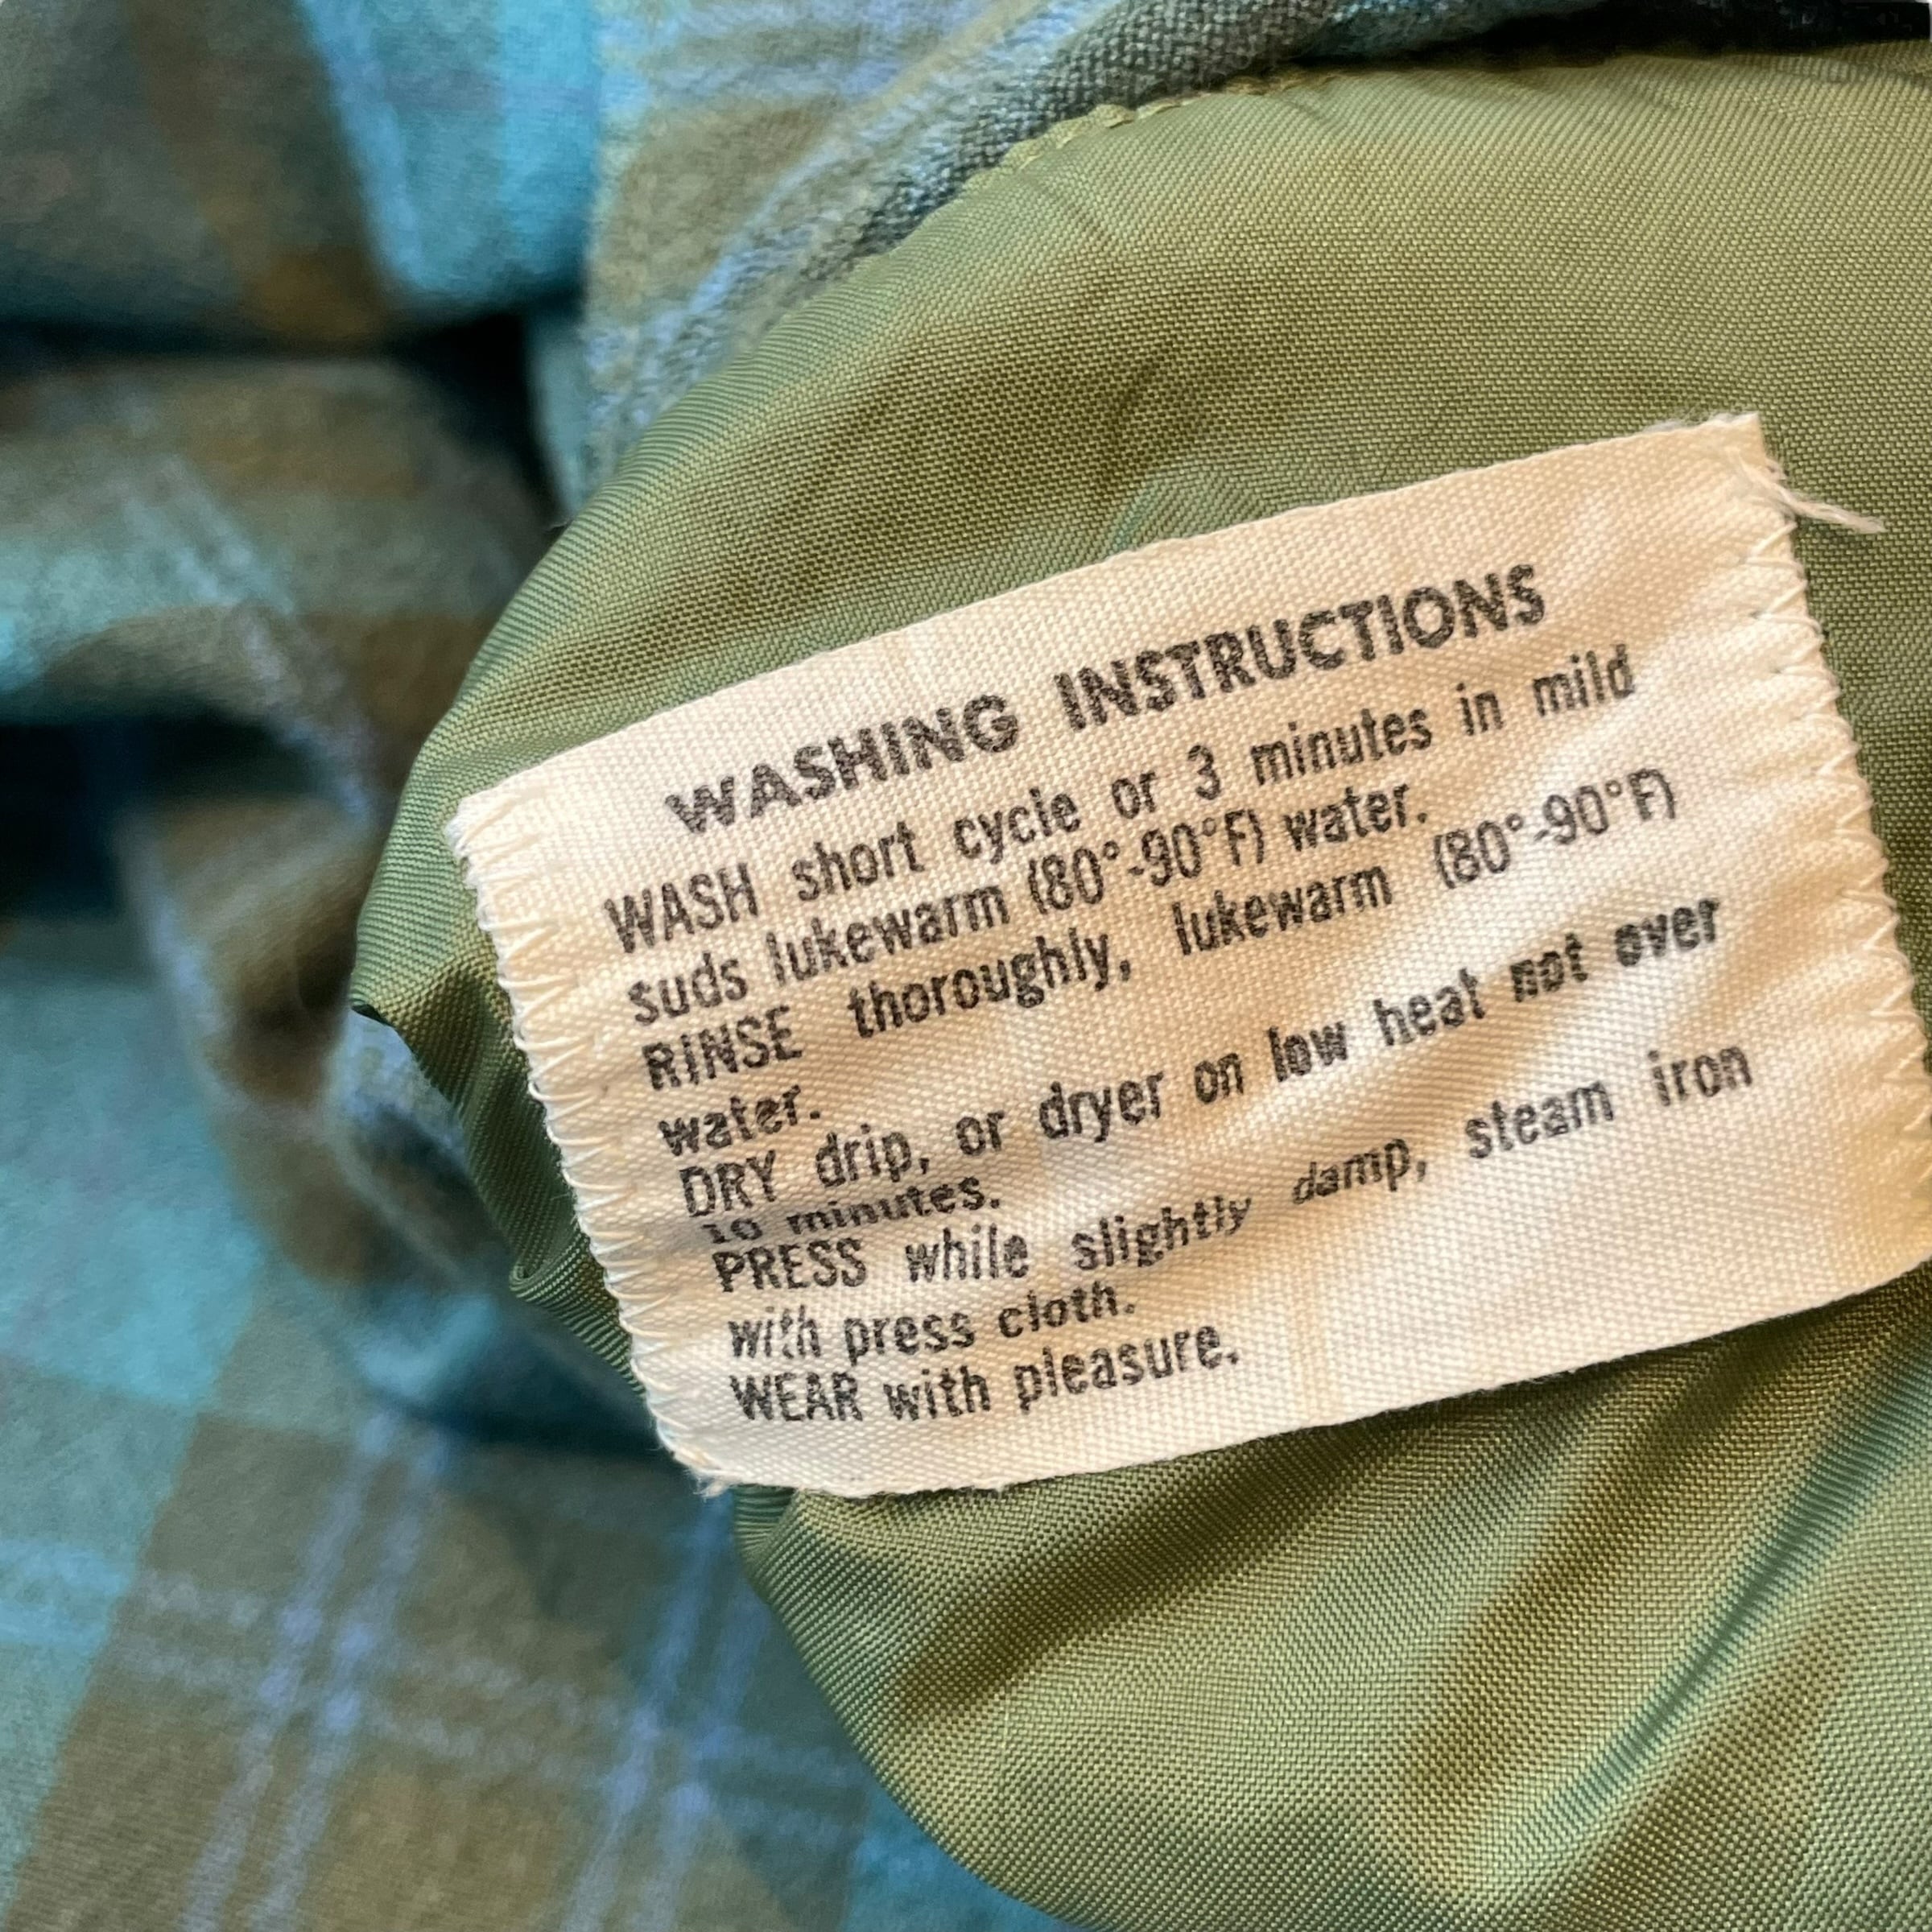 WASHING INSTRUCTIONS
WASH short cycle or 3 minutes in mild
suds lukewarm (80°-90°F) water.
RINSE thoroughly, lukewarm (80°-90°F)
water.
DRY drip, or dryer on low heat not over
10 minutes.
PRESS while slightly damp, steam iron
with press cloth.
WEAR with pleasure.